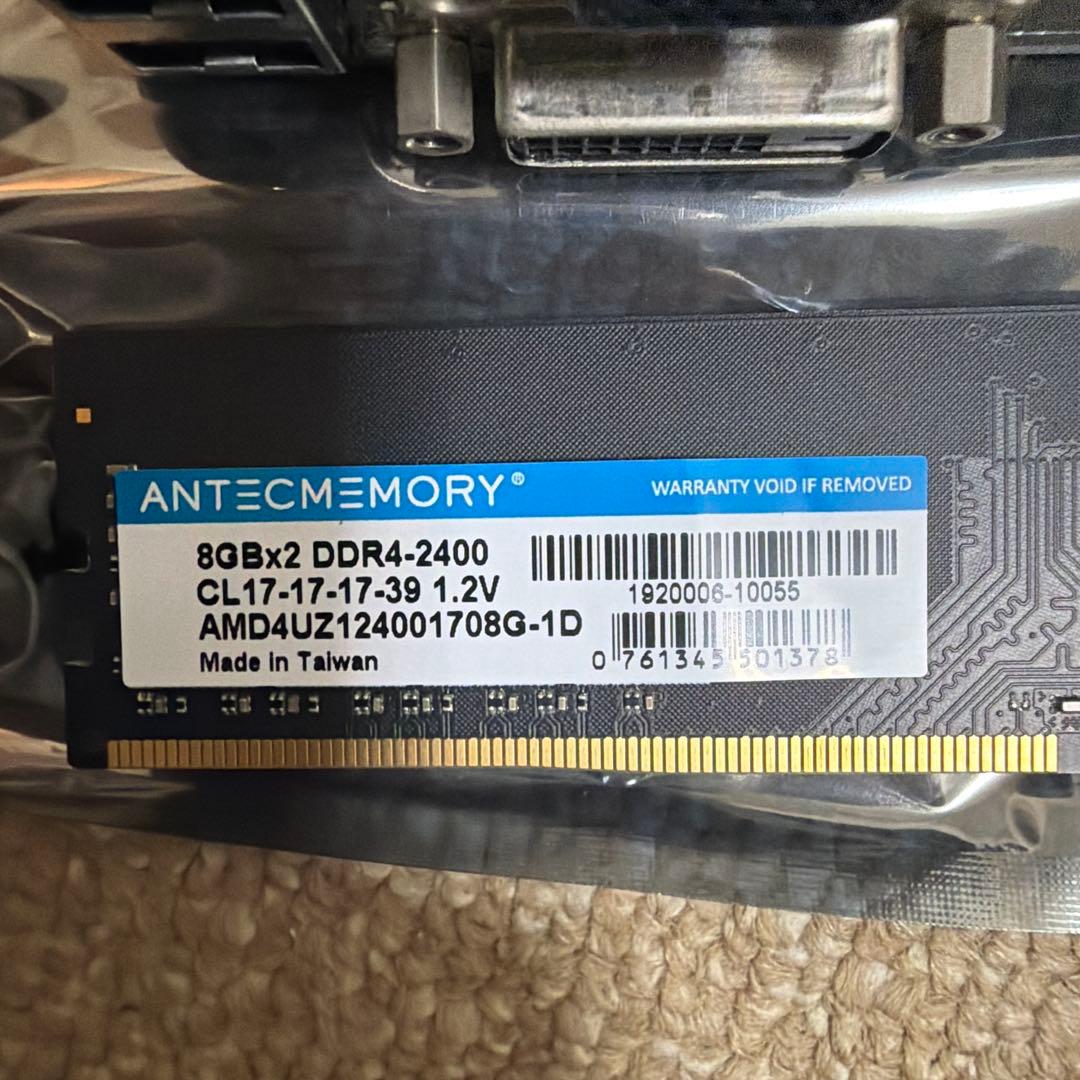 ANTECMEMORY® WARRANTY VOID IF REMOVED
8GBx2 DDR4-2400
CL17-17-17-39 1.2V
1920006-10055
AMD4UZ124001708G-1D
Made in Taiwan
0 761345 501378